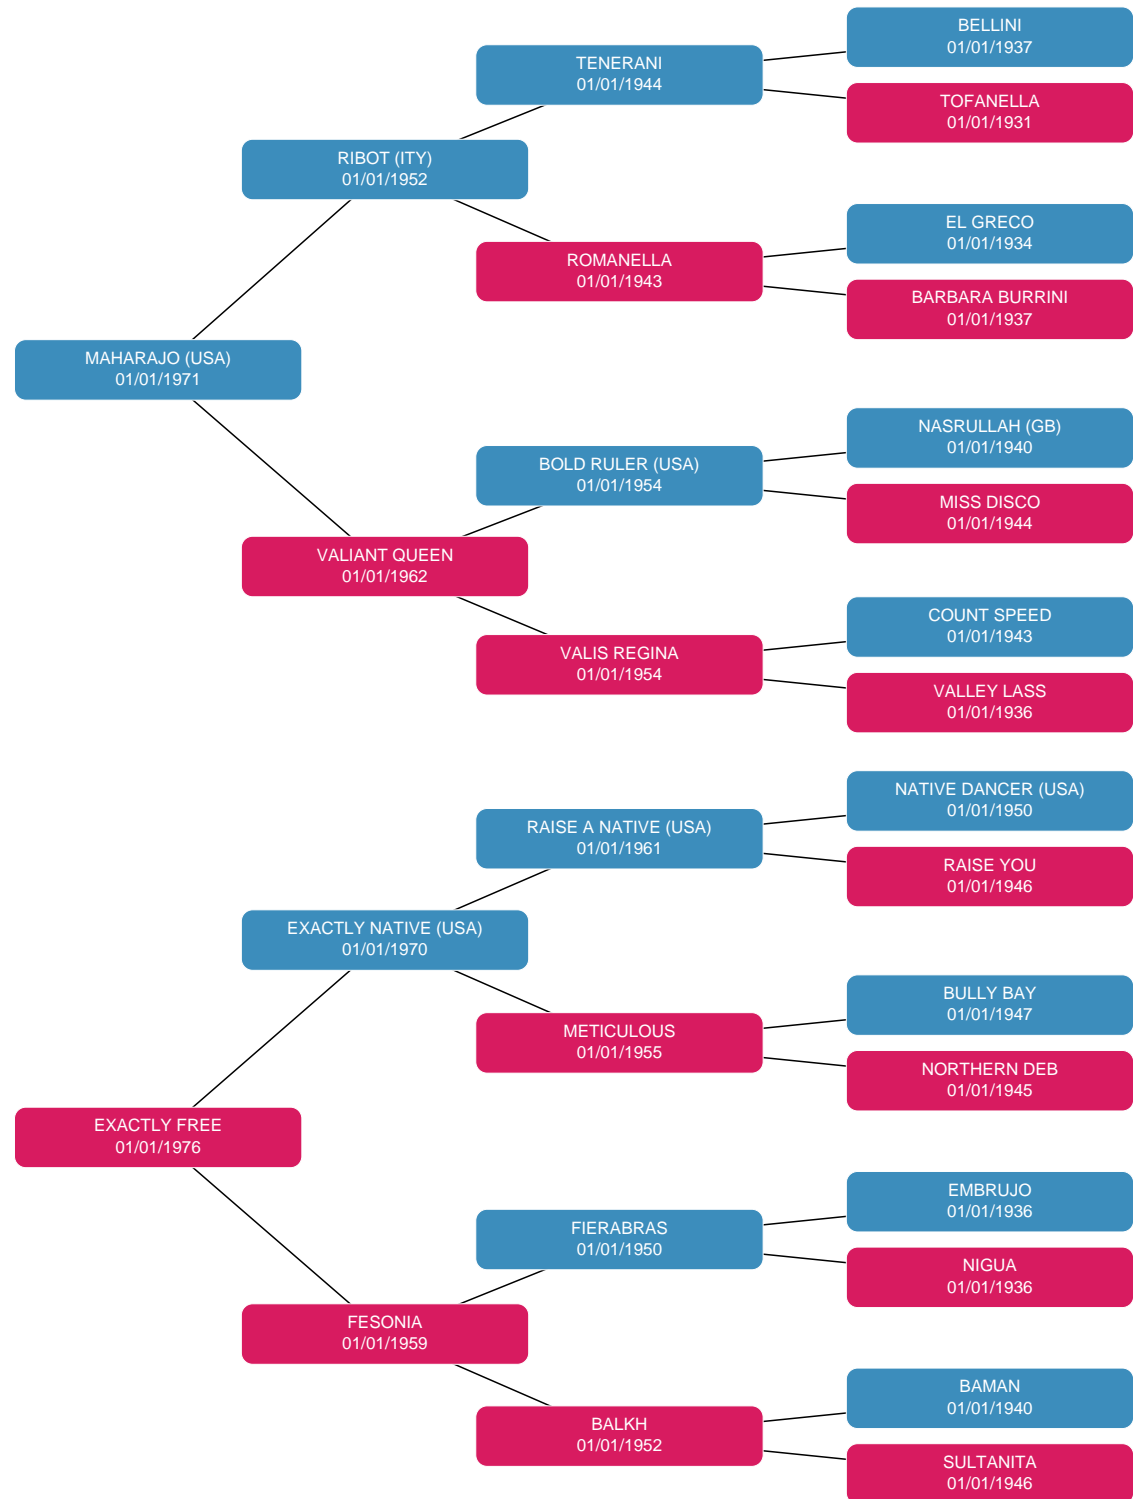 BELLINI
01/01/1937
TENERANI
01/01/1944
TOFANELLA
01/01/1931
RIBOT (ITY)
01/01/1952
EL GRECO
01/01/1934
ROMANELLA
01/01/1943
BARBARA BURRINI
01/01/1937
MAHARAJO (USA)
01/01/1971
NASRULLAH (GB)
01/01/1940
BOLD RULER (USA)
01/01/1954
MISS DISCO
01/01/1944
VALIANT QUEEN
01/01/1962
COUNT SPEED
01/01/1943
VALIS REGINA
01/01/1954
VALLEY LASS
01/01/1936
NATIVE DANCER (USA)
01/01/1950
RAISE A NATIVE (USA)
01/01/1961
RAISE YOU
01/01/1946
EXACTLY NATIVE (USA)
01/01/1970
BULLY BAY
01/01/1947
METICULOUS
01/01/1955
NORTHERN DEB
01/01/1945
EXACTLY FREE
01/01/1976
EMBRUJO
01/01/1936
FIERABRAS
01/01/1950
NIGUA
01/01/1936
FESONIA
01/01/1959
BAMAN
01/01/1940
BALKH
01/01/1952
SULTANITA
01/01/1946